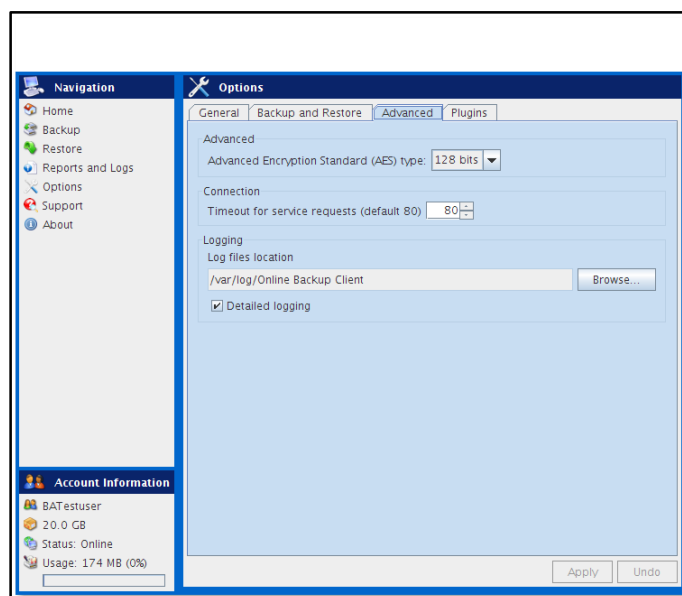 Navigation
Home
Backup
Restore
Reports and Logs
Options
Support
About
Account Information
BATestuser
20.0 GB
Status: Online
Usage: 174 MB (0%)
Options
General Backup and Restore Advanced Plugins
Advanced
Advanced Encryption Standard (AES) type: 128 bits
Connection
Timeout for service requests (default 80) 80
Logging
Log files location
/var/log/Online Backup Client Browse...
Detailed logging
Apply Undo